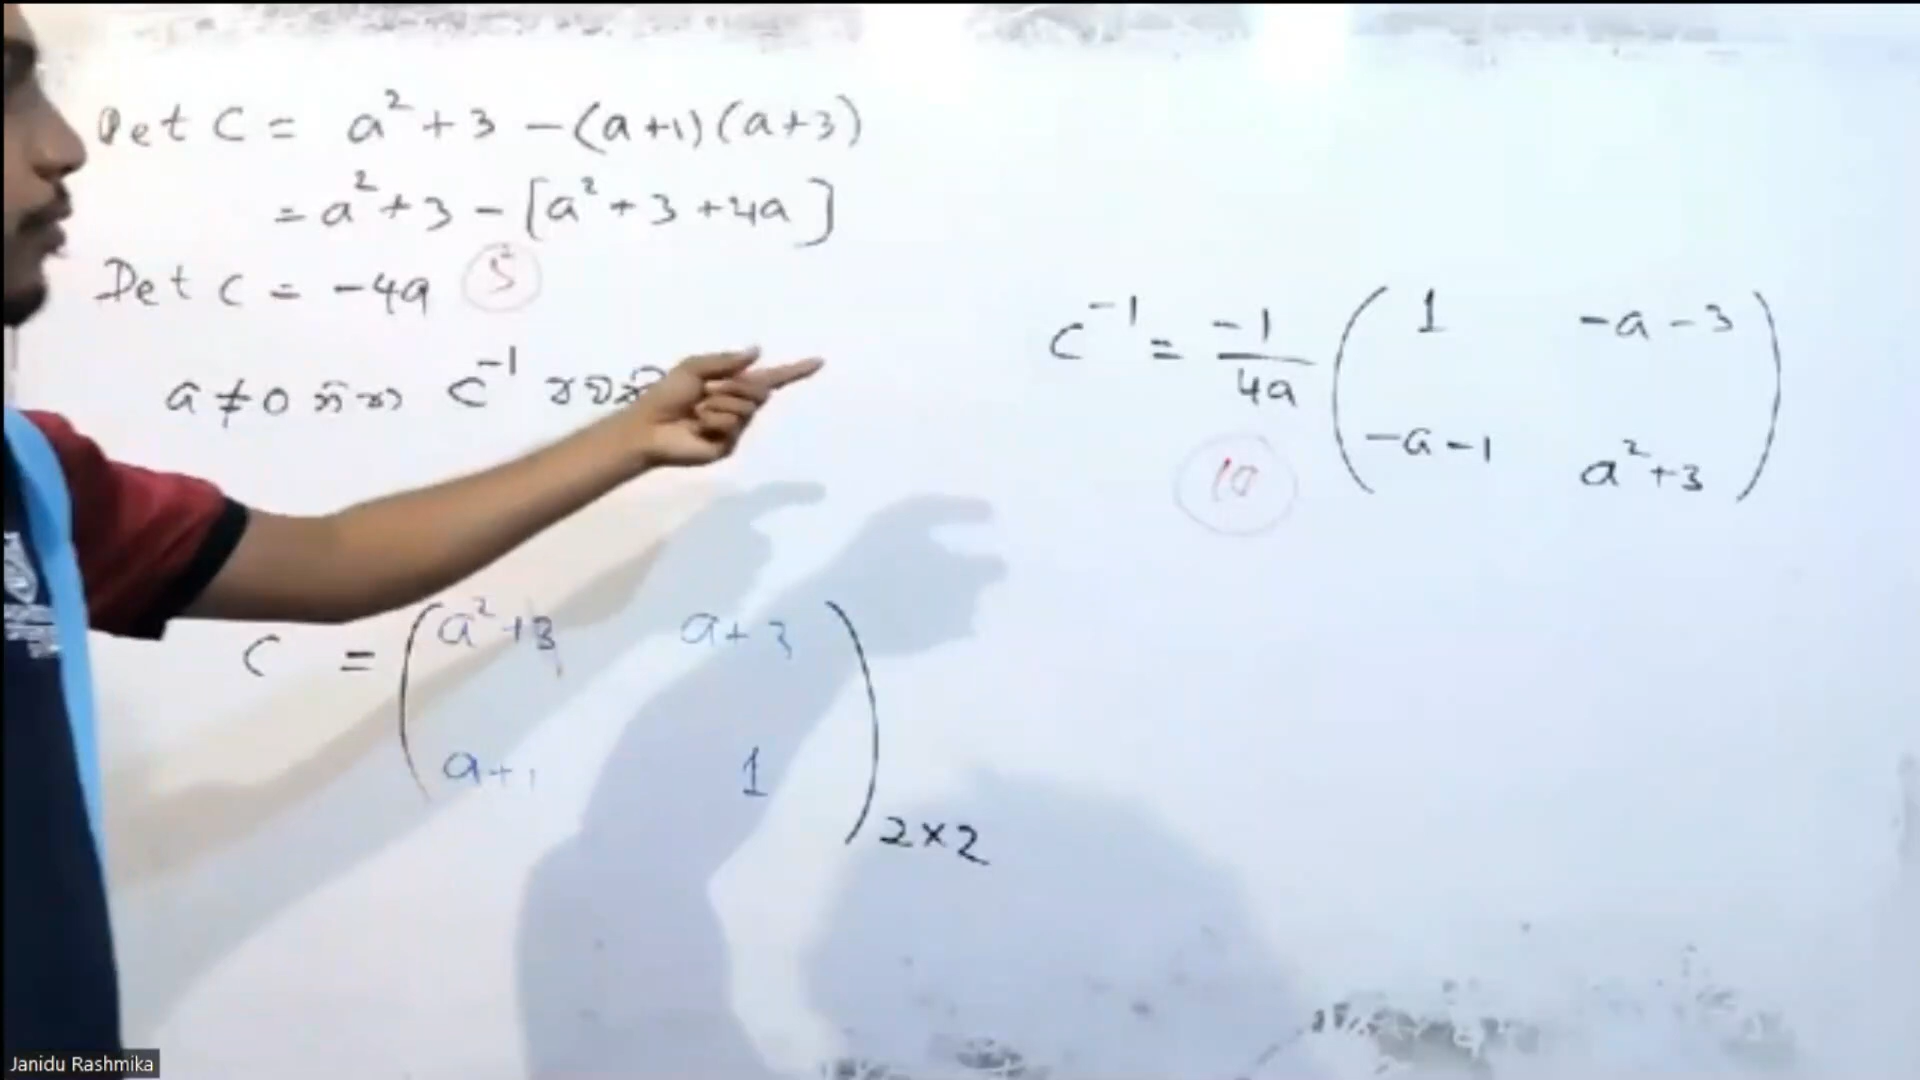 Det C = a² + 3 - (a+1)(a+3)
= a² + 3 - [a² + 3 + 4a]
Det C = -4a 5
a ≠ 0 නිසා C⁻¹
C⁻¹ = -1/4a ( 1 -a-3
-a-1 a²+3 )
10
C = ( a²+3 a+3
a+1 1 ) 2×2
Janidu Rashmika